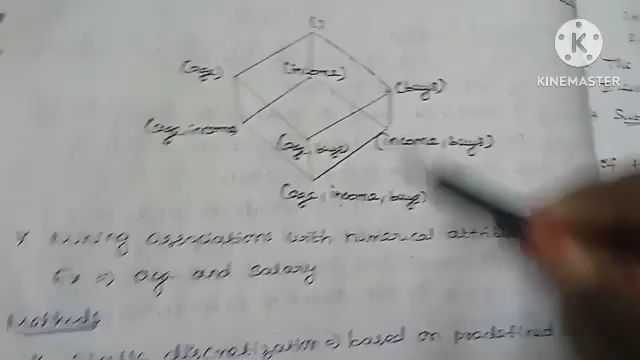 ()
(age)
(income)
(buys)
(age, income)
(age, buys)
(income, buys)
(age, income, buys)
* Mining associations with numerical
Ex => age and salary
Methods
discretization is based on predefined
KINEMASTER